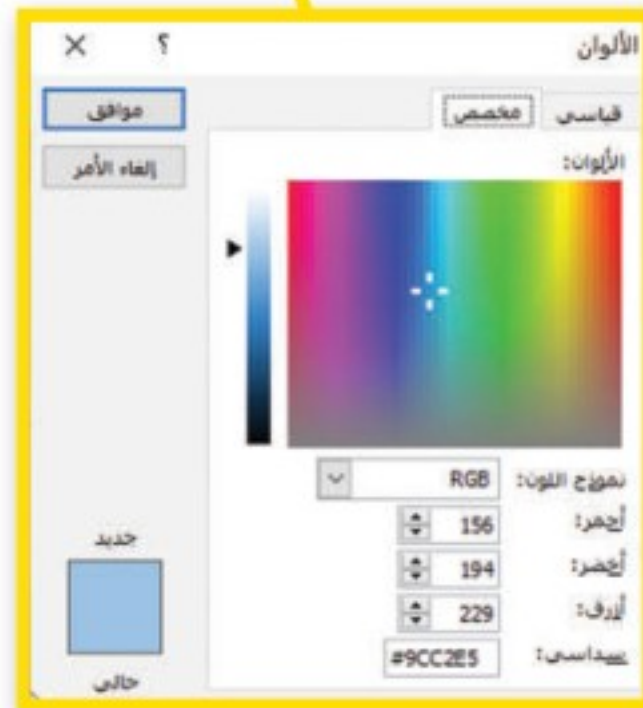 الألوان
؟ ×
قياسي مخصص
موافق
إلغاء الأمر
الألوان:
نموذج اللون: RGB
أحمر: 156
أخضر: 194
أزرق: 229
سداسي: #9CC2E5
جديد
حالي